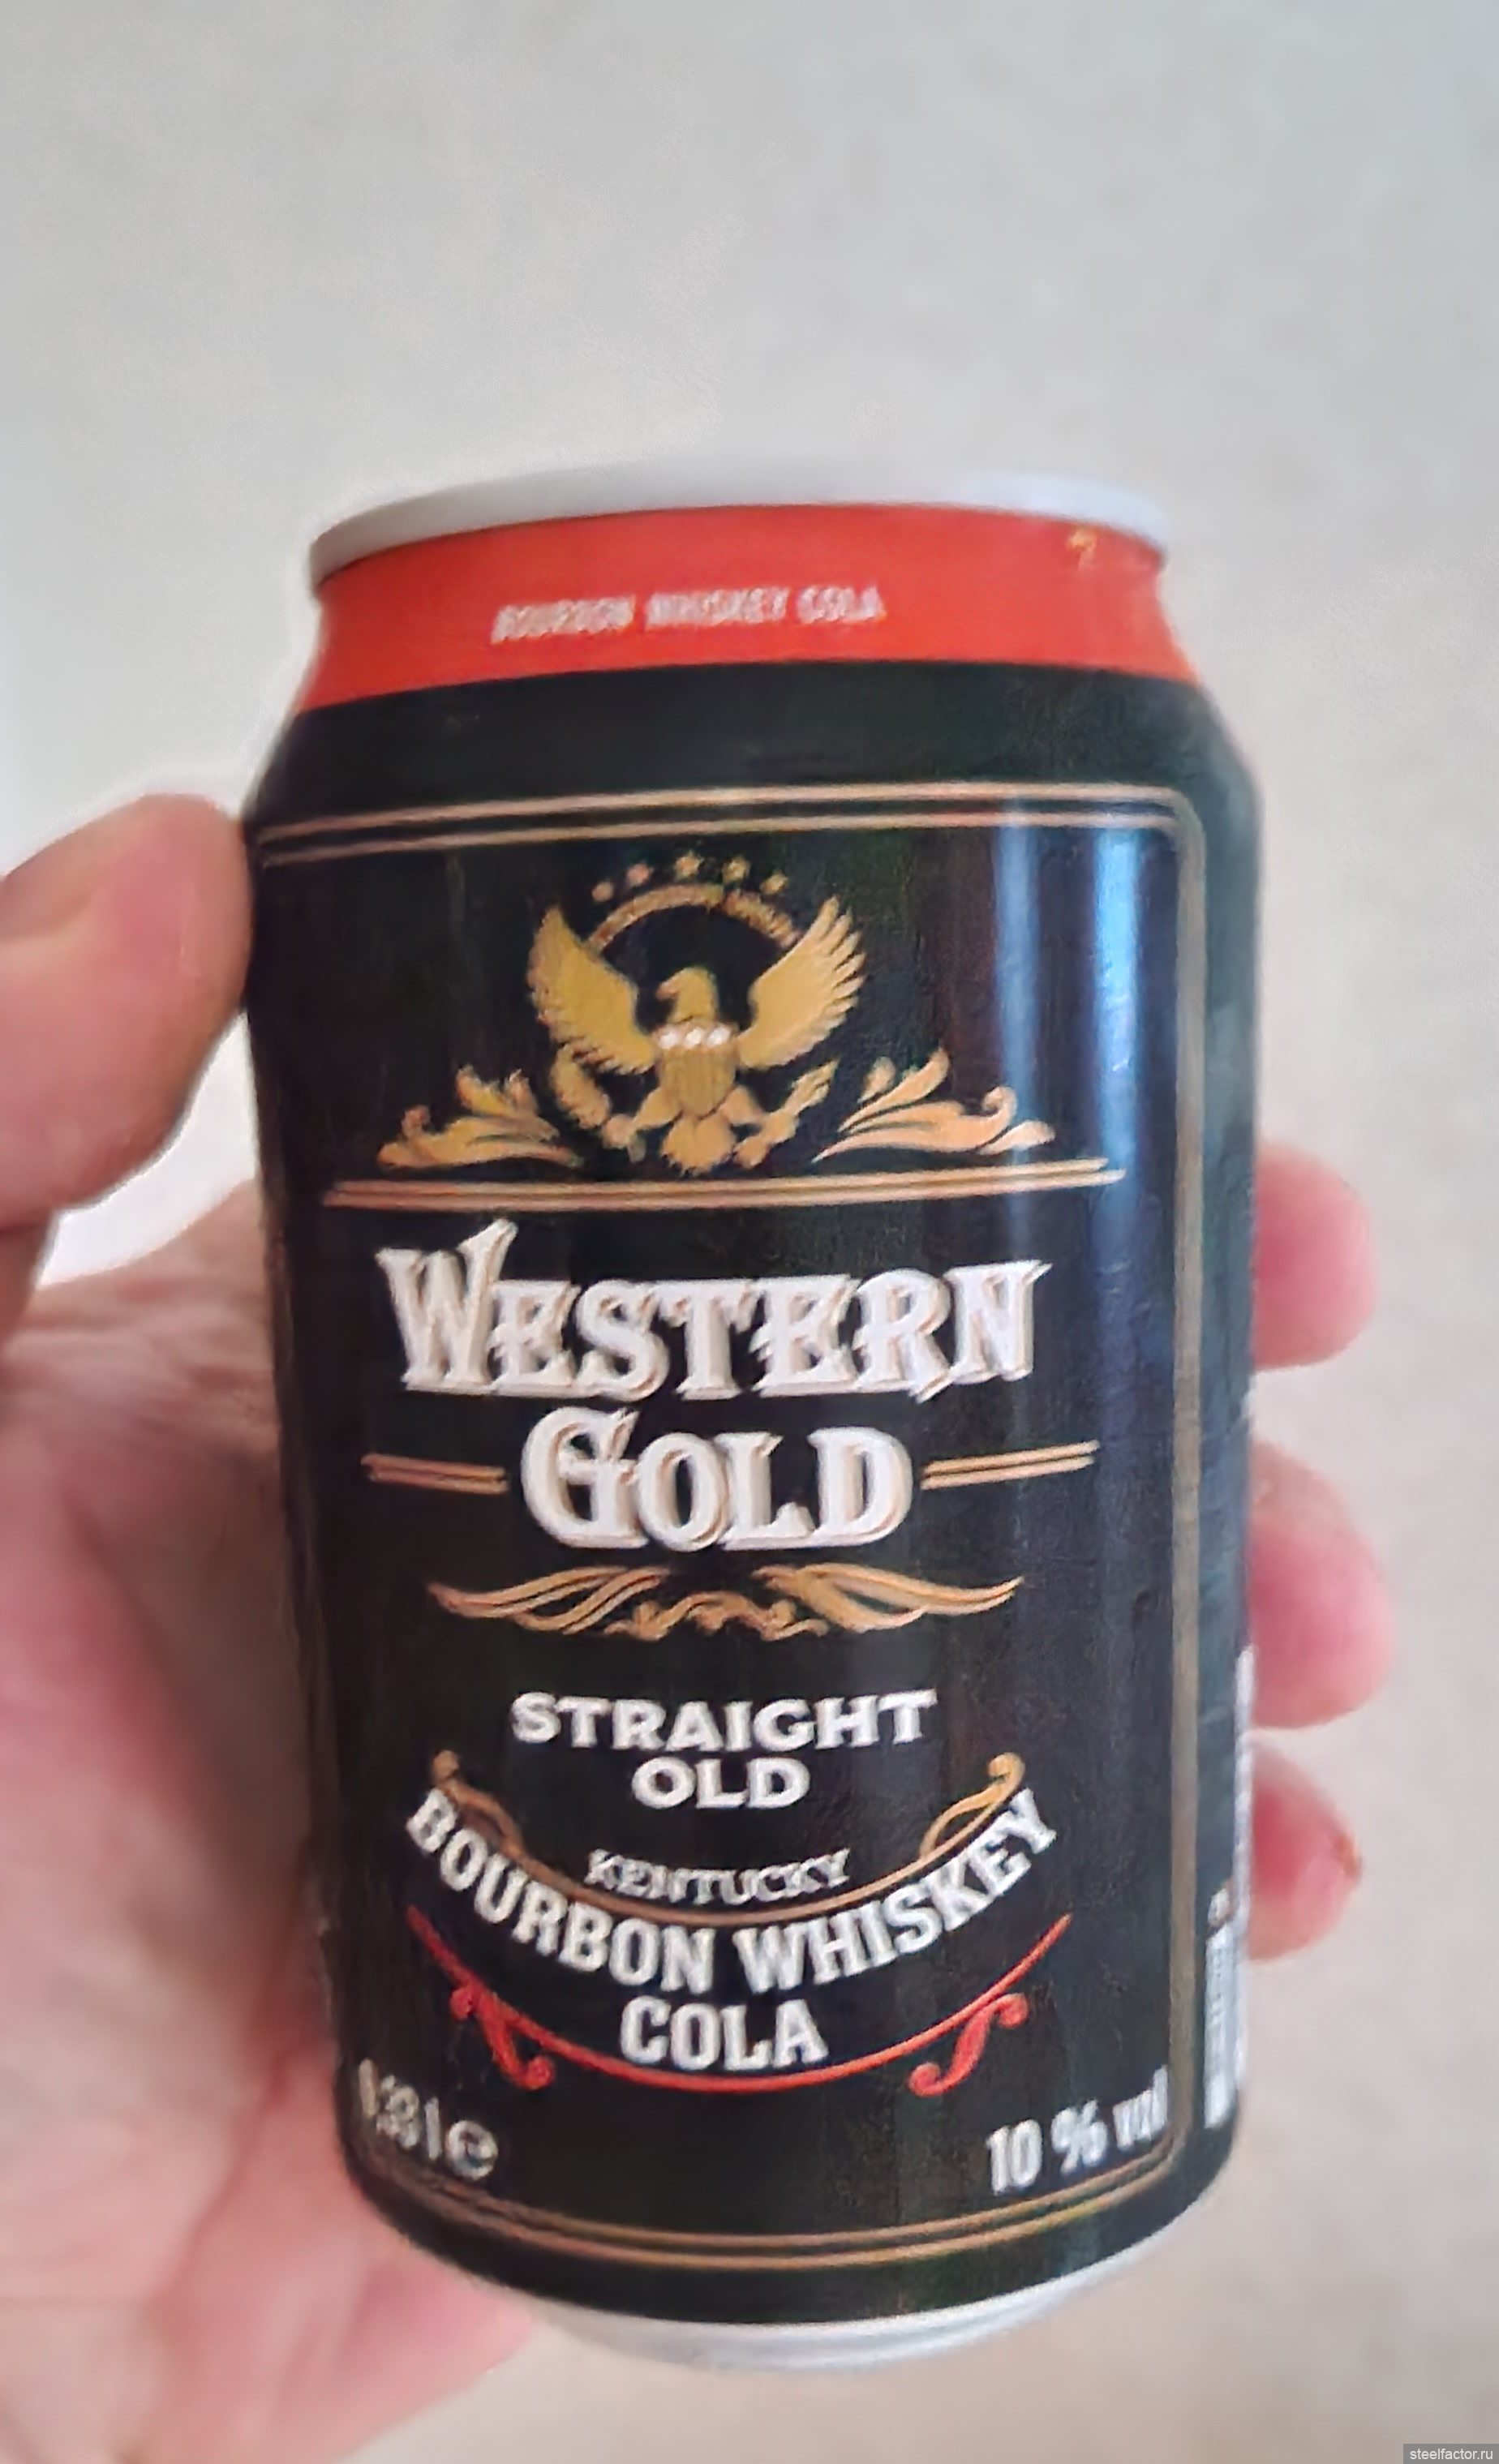 BOURBON WHISKEY COLA
WESTERN
GOLD
STRAIGHT
OLD
KENTUCKY
BOURBON WHISKEY
COLA
10 % vol
steelfactor.ru